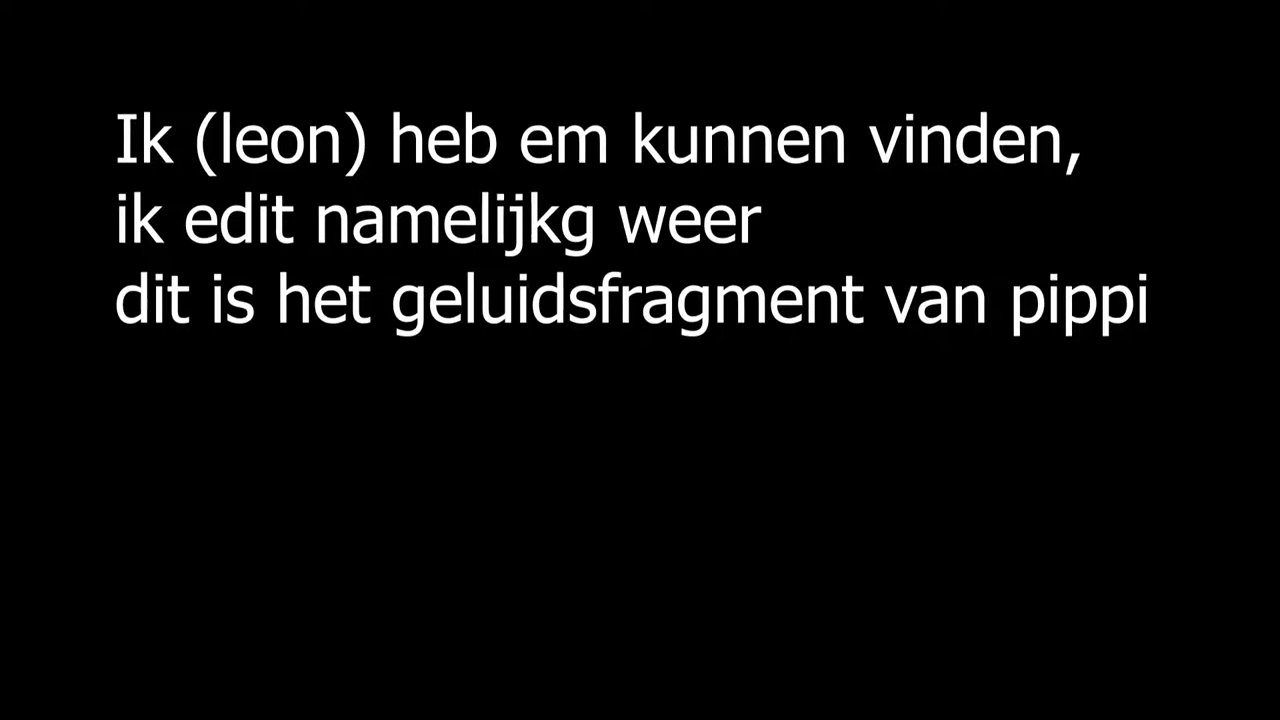 Ik (leon) heb em kunnen vinden,
ik edit namelijkg weer
dit is het geluidsfragment van pippi